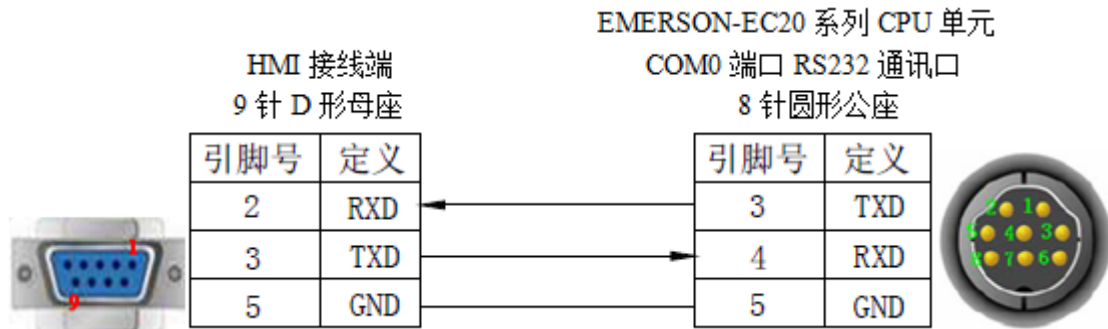 EMERSON-EC20 系列 CPU 单元
HMI 接线端
COM0 端口 RS232 通讯口
9 针 D 形母座
8 针圆形公座
引脚号 定义
引脚号 定义
2 RXD
3 TXD
3 TXD
4 RXD
5 GND
5 GND
1
9
2 1
5 4 3
8 7 6